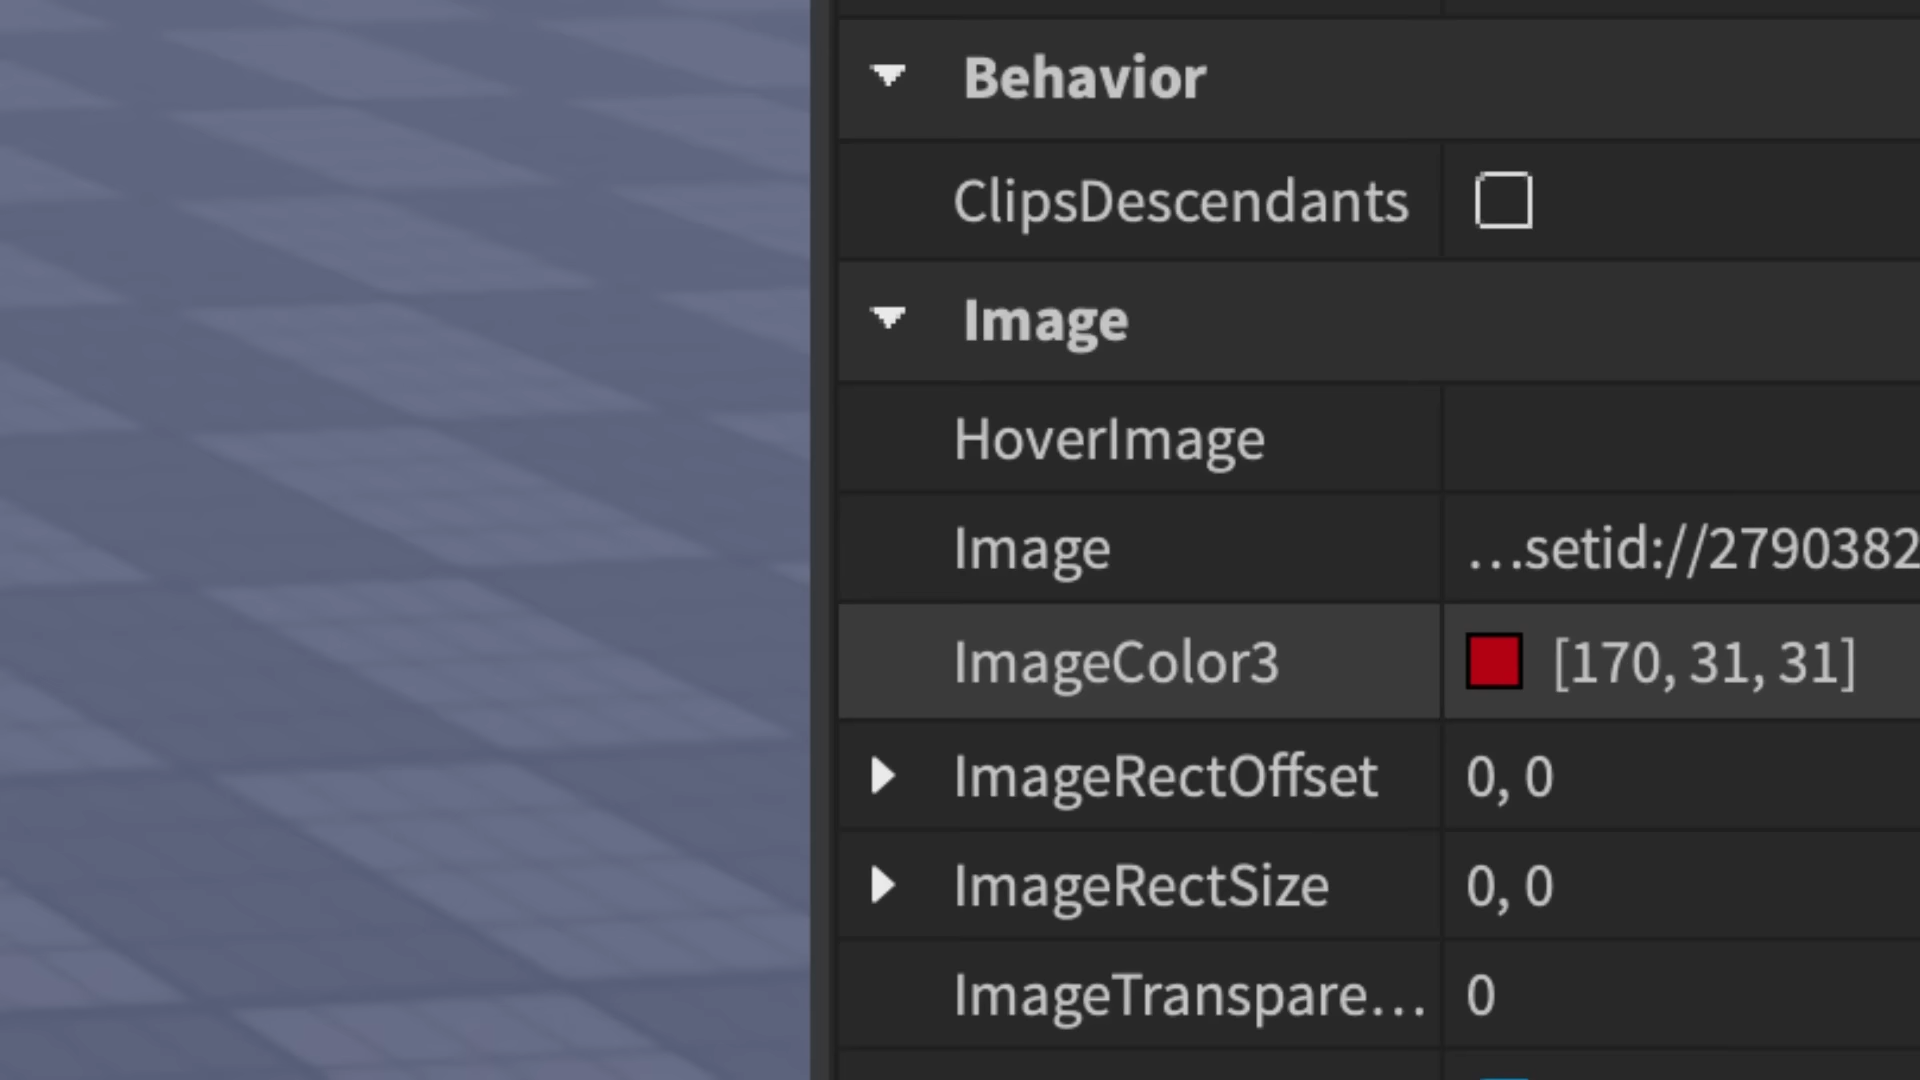 Behavior
ClipsDescendants
Image
HoverImage
Image …setid://2790382
ImageColor3 [170, 31, 31]
ImageRectOffset 0, 0
ImageRectSize 0, 0
ImageTranspare… 0